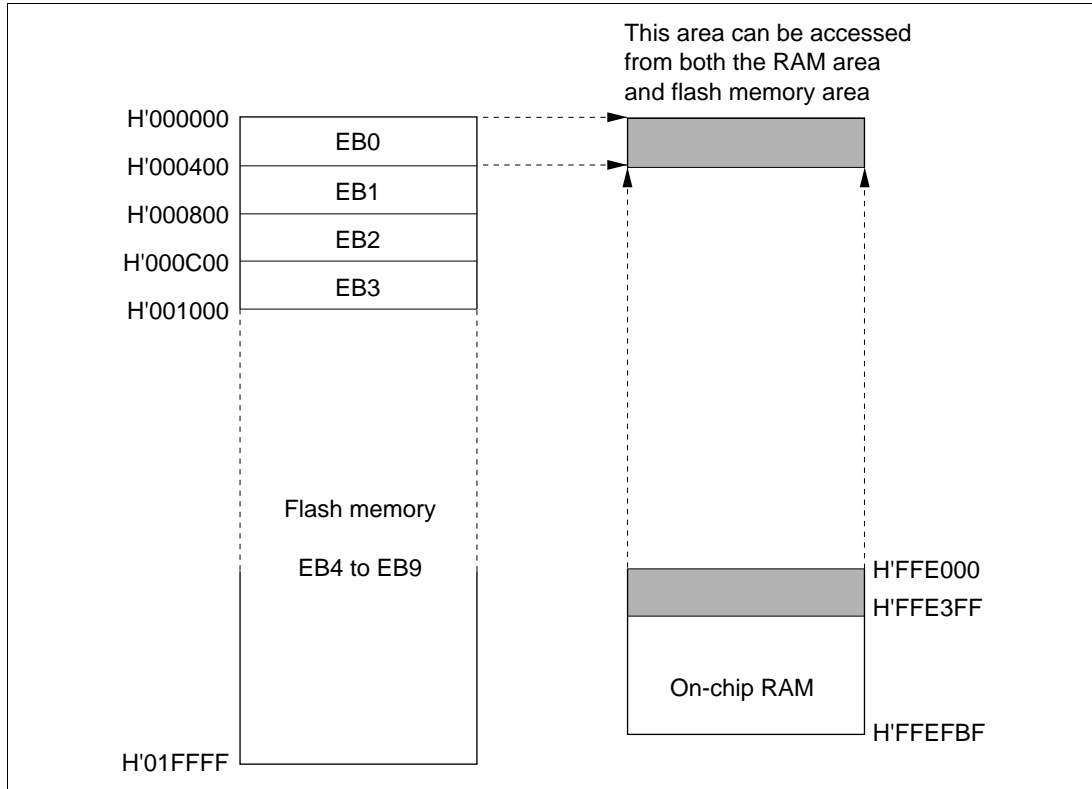 This area can be accessed
from both the RAM area
and flash memory area
H'000000
EB0
H'000400
EB1
H'000800
EB2
H'000C00
EB3
H'001000
Flash memory
EB4 to EB9
H'FFE000
H'FFE3FF
On-chip RAM
H'FFEFBF
H'01FFFF